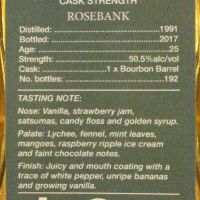 CASK STRENGTH
ROSEBANK
Distilled: ..........................1991
Bottled: ............................2017
Age: ....................................25
Strength: .................50.5%alc/vol
Cask: ...............1 x Bourbon Barrel
No. bottles: .........................192
TASTING NOTE:
Nose: Vanilla, strawberry jam,
satsumas, candy floss and golden syrup.
Palate: Lychee, fennel, mint leaves,
mangoes, raspberry ripple ice cream
and faint chocolate notes.
Finish: Juicy and mouth coating with a
trace of white pepper, unripe bananas
and growing vanilla.